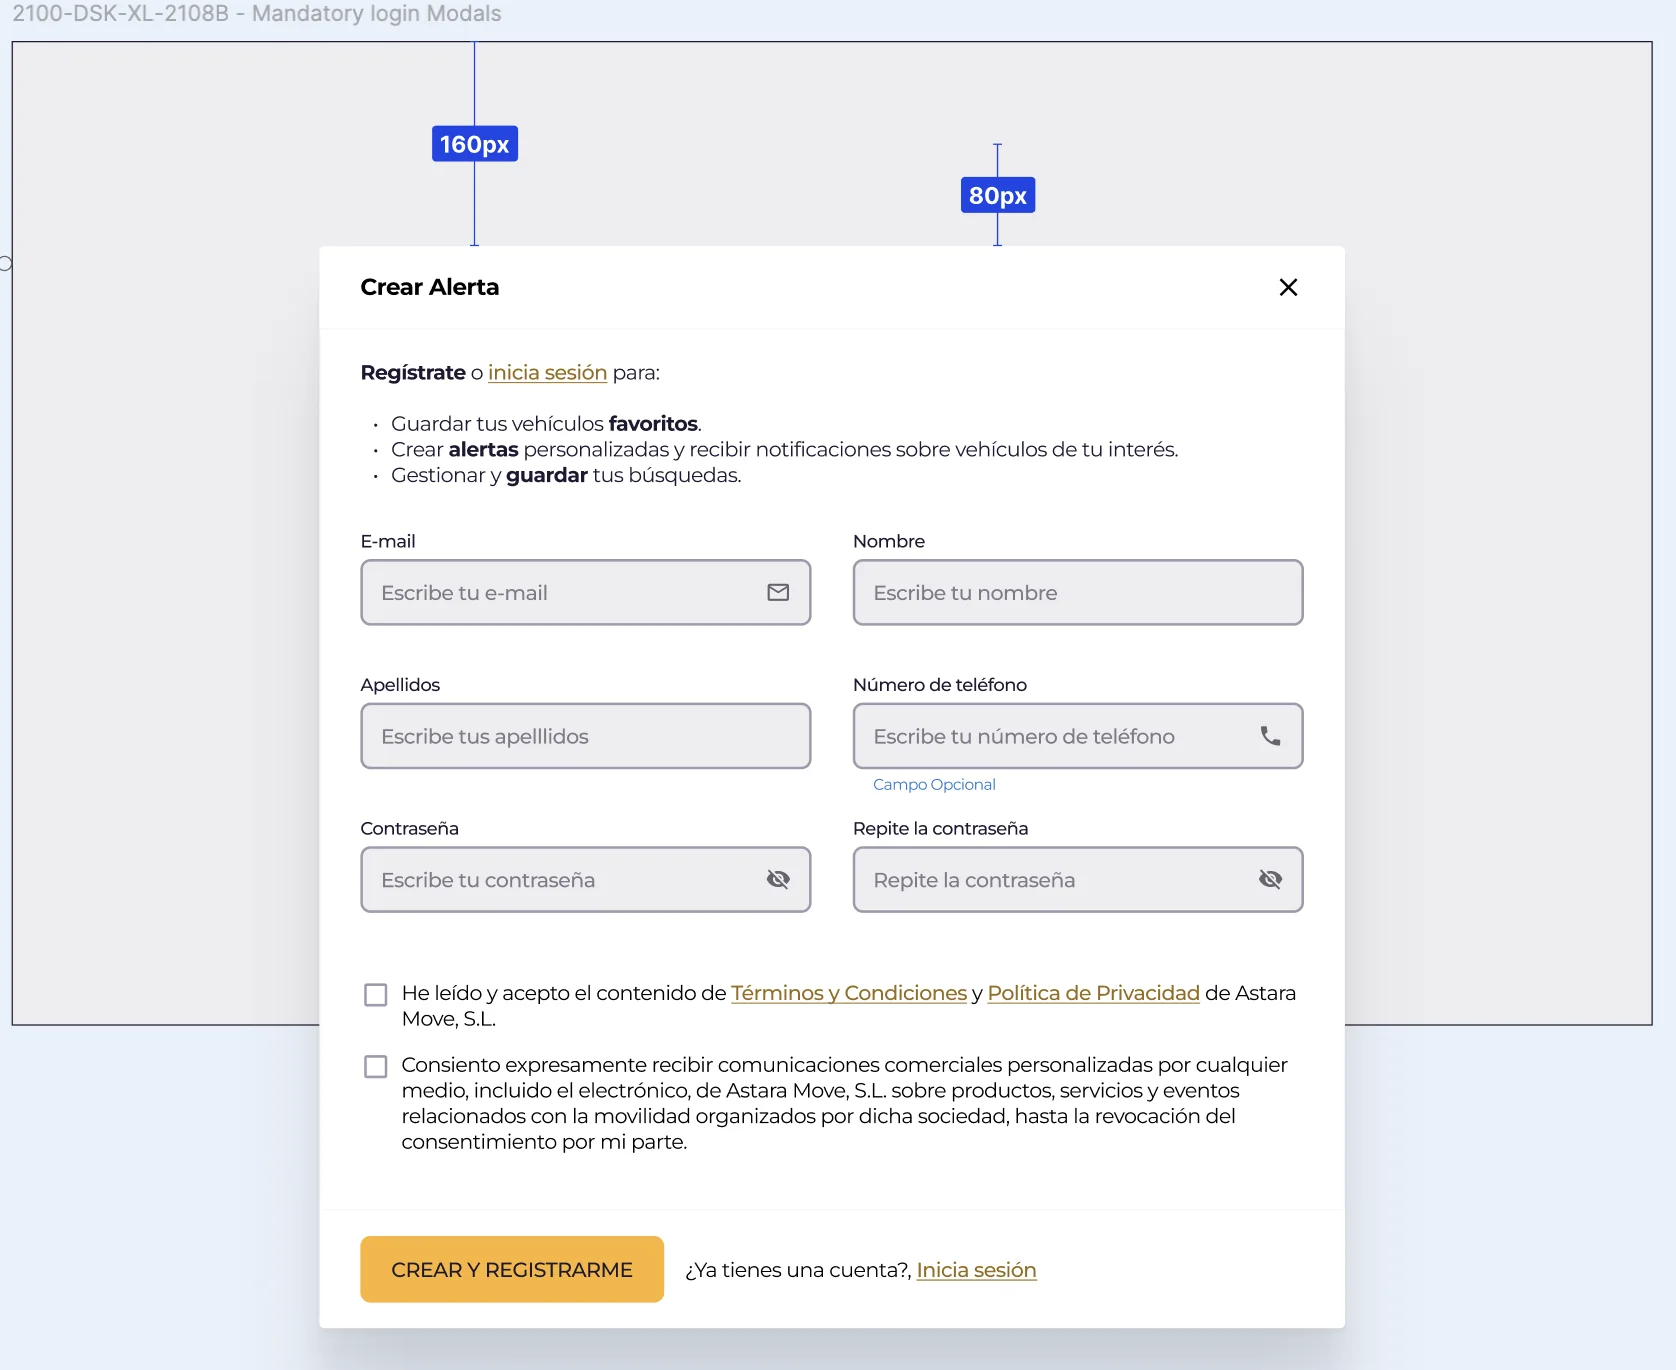 2100-DSK-XL-2108B - Mandatory login Modals
160px
80px
Crear Alerta
Regístrate o inicia sesión para:
· Guardar tus vehículos favoritos.
· Crear alertas personalizadas y recibir notificaciones sobre vehículos de tu interés.
· Gestionar y guardar tus búsquedas.
E-mail
Nombre
Escribe tu e-mail
Escribe tu nombre
Apellidos
Número de teléfono
Escribe tus apelllidos
Escribe tu número de teléfono
Campo Opcional
Contraseña
Repite la contraseña
Escribe tu contraseña
Repite la contraseña
He leído y acepto el contenido de Términos y Condiciones y Política de Privacidad de Astara
Move, S.L.
Consiento expresamente recibir comunicaciones comerciales personalizadas por cualquier
medio, incluido el electrónico, de Astara Move, S.L. sobre productos, servicios y eventos
relacionados con la movilidad organizados por dicha sociedad, hasta la revocación del
consentimiento por mi parte.
CREAR Y REGISTRARME
¿Ya tienes una cuenta?, Inicia sesión